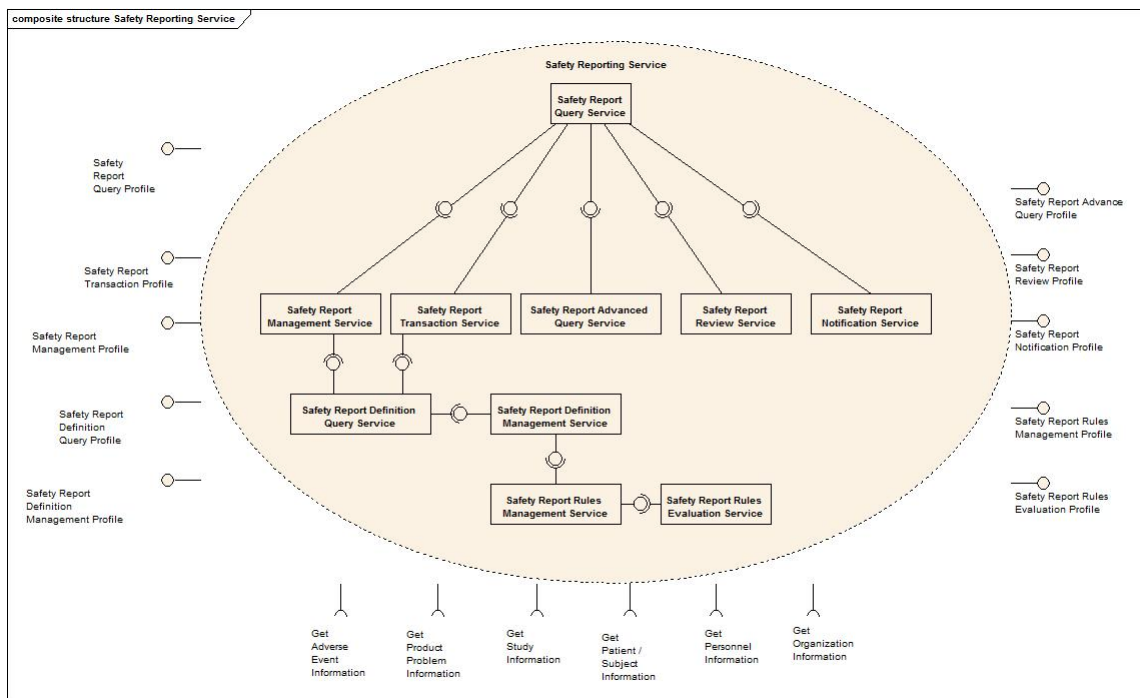 composite structure Safety Reporting Service
Safety Reporting Service
Safety Report
Query Service
Safety
Report
Query Profile
Safety Report Advance
Query Profile
Safety Report
Transaction Profile
Safety Report
Review Profile
Safety Report
Management Service
Safety Report
Transaction Service
Safety Report Advanced
Query Service
Safety Report
Review Service
Safety Report
Notification Service
Safety Report
Management Profile
Safety Report
Notification Profile
Safety Report Definition
Query Service
Safety Report Definition
Management Service
Safety Report
Definition
Query Profile
Safety Report Rules
Management Profile
Safety Report
Definition
Management Profile
Safety Report Rules
Management Service
Safety Report Rules
Evaluation Service
Safety Report Rules
Evaluation Profile
Get
Adverse
Event
Information
Get
Product
Problem
Information
Get
Study
Information
Get
Patient /
Subject
Information
Get
Personnel
Information
Get
Organization
Information